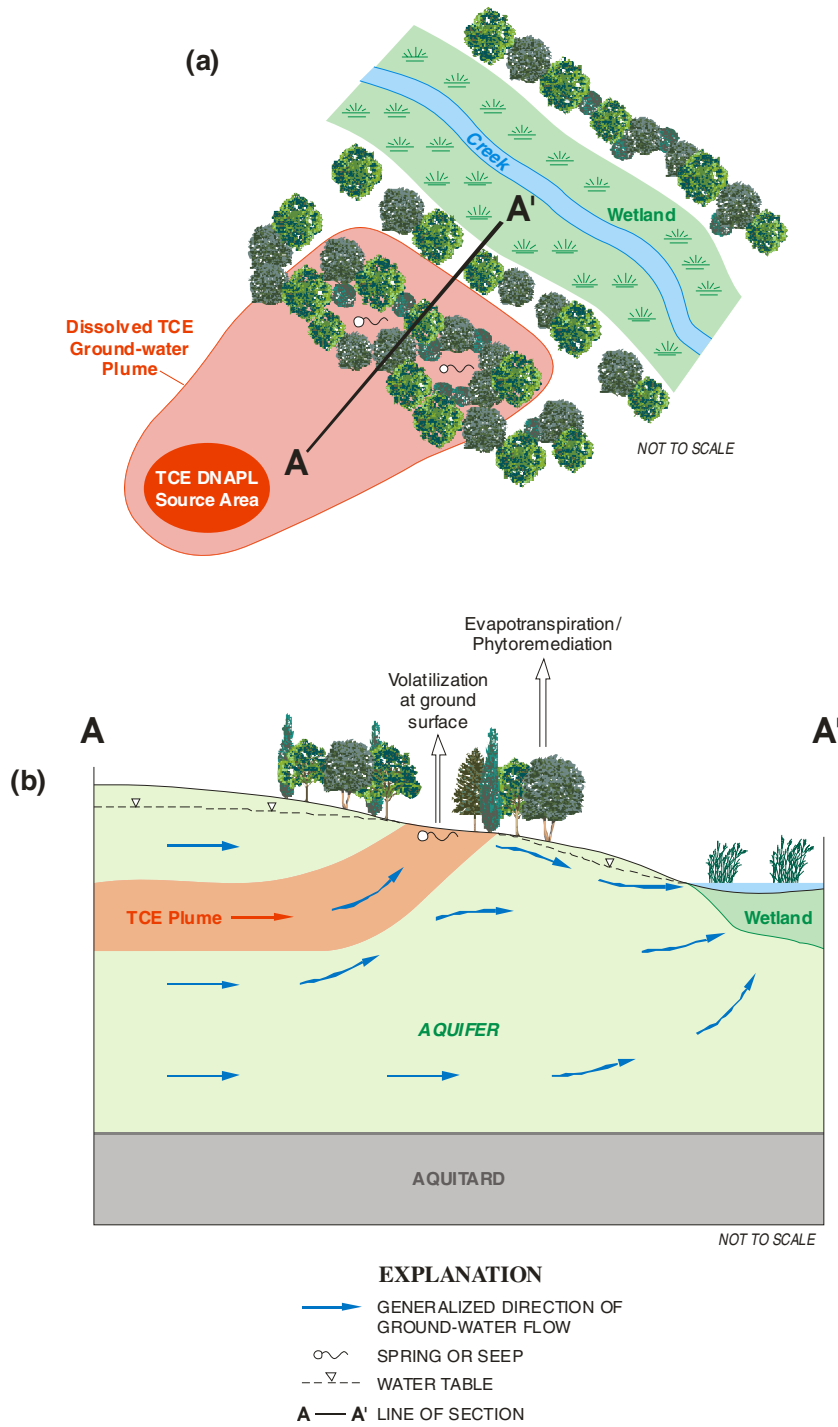 (a)
Creek
A'
Wetland
Dissolved TCE
Ground-water
Plume
A
TCE DNAPL
Source Area
NOT TO SCALE
Evapotranspiration/
Phytoremediation
Volatilization
at ground
surface
A
A'
(b)
TCE Plume
Wetland
AQUIFER
AQUITARD
NOT TO SCALE
EXPLANATION
GENERALIZED DIRECTION OF
GROUND-WATER FLOW
SPRING OR SEEP
WATER TABLE
A A' LINE OF SECTION